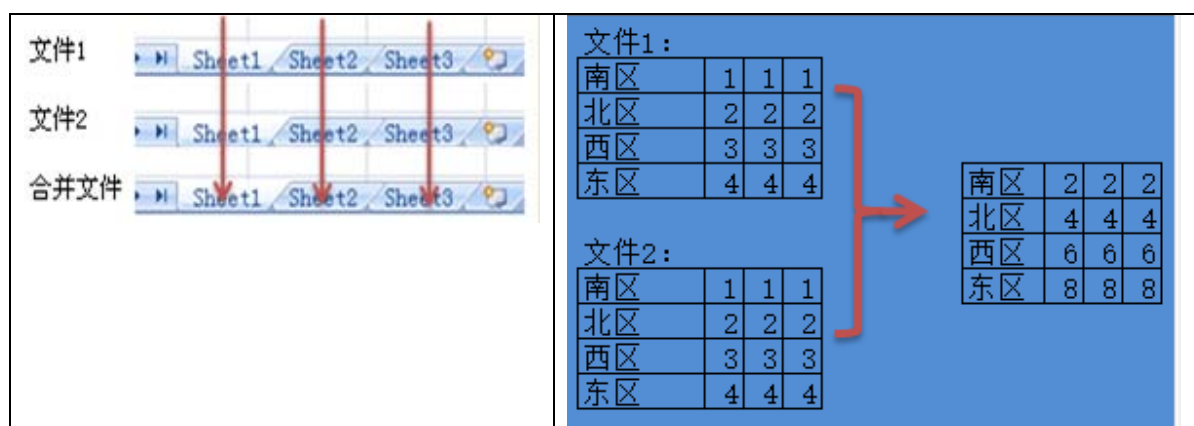 文件1
Sheet1 Sheet2 Sheet3
文件2
Sheet1 Sheet2 Sheet3
合并文件
Sheet1 Sheet2 Sheet3
文件1：
南区 1 1 1
北区 2 2 2
西区 3 3 3
东区 4 4 4
文件2：
南区 1 1 1
北区 2 2 2
西区 3 3 3
东区 4 4 4
南区 2 2 2
北区 4 4 4
西区 6 6 6
东区 8 8 8